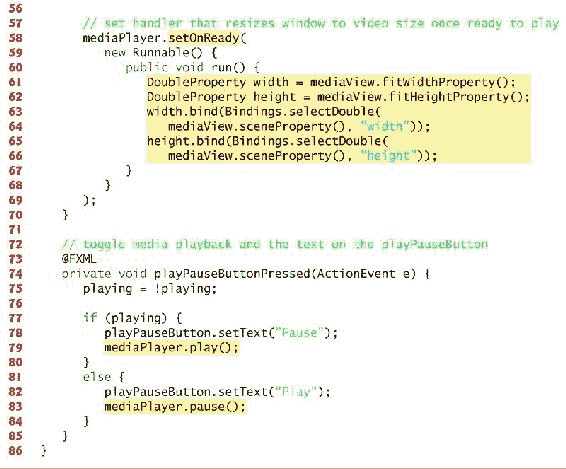 56
57 // set handler that resizes window to video size once ready to play
58 mediaPlayer.setOnReady(
59 new Runnable() {
60 public void run() {
61 DoubleProperty width = mediaView.fitWidthProperty();
62 DoubleProperty height = mediaView.fitHeightProperty();
63 width.bind(Bindings.selectDouble(
64 mediaView.sceneProperty(), "width"));
65 height.bind(Bindings.selectDouble(
66 mediaView.sceneProperty(), "height"));
67 }
68 }
69 );
70 }
71
72 // toggle media playback and the text on the playPauseButton
73 @FXML
74 private void playPauseButtonPressed(ActionEvent e) {
75 playing = !playing;
76
77 if (playing) {
78 playPauseButton.setText("Pause");
79 mediaPlayer.play();
80 }
81 else {
82 playPauseButton.setText("Play");
83 mediaPlayer.pause();
84 }
85 }
86 }